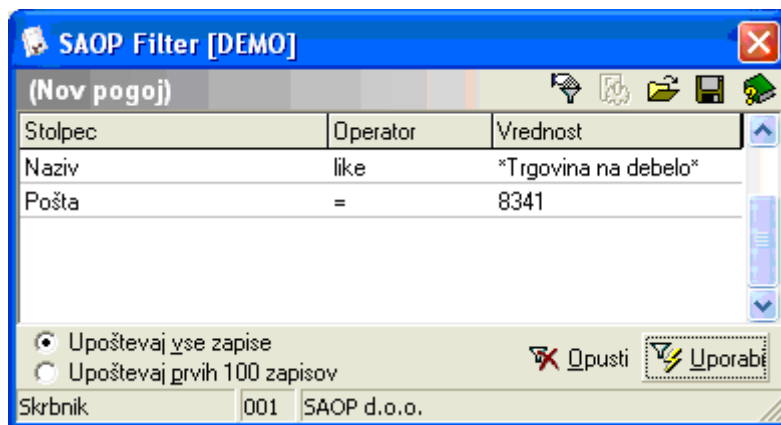 SAOP Filter [DEMO]
(Nov pogoj)
Stolpec Operator Vrednost
Naziv like *Trgovina na debelo*
Pošta = 8341
Upoštevaj vse zapise
Upoštevaj prvih 100 zapisov
Opusti Uporabi
Skrbnik 001 SAOP d.o.o.